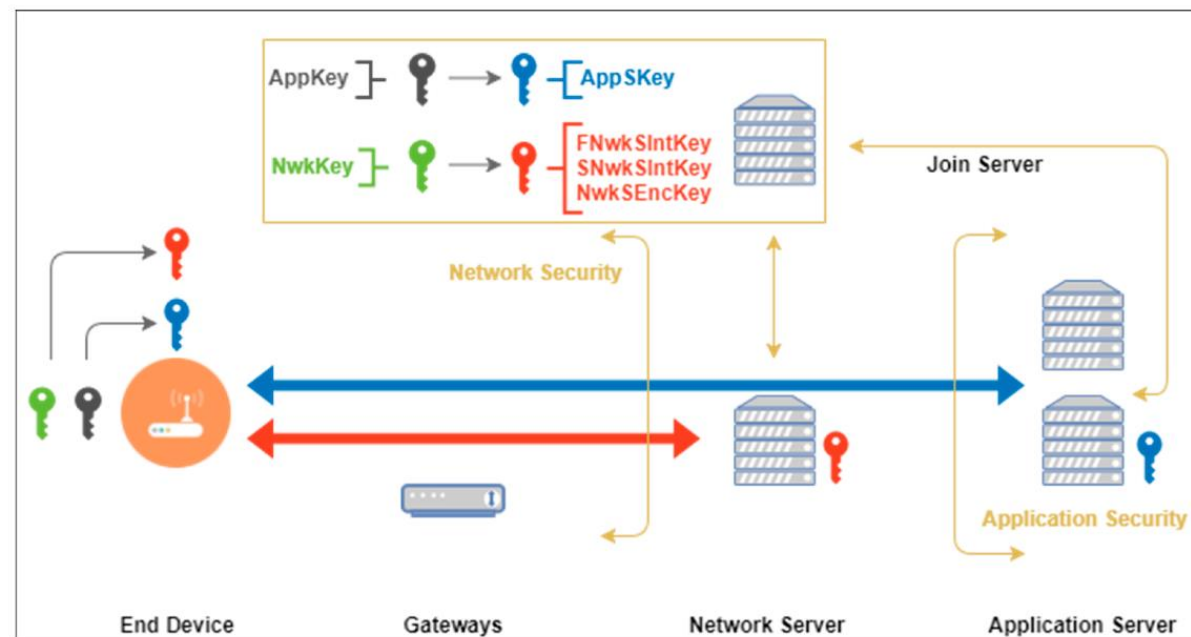 AppKey
AppSKey
NwkKey
FNwkSIntKey
SNwkSIntKey
NwkSEncKey
Join Server
Network Security
Application Security
End Device
Gateways
Network Server
Application Server